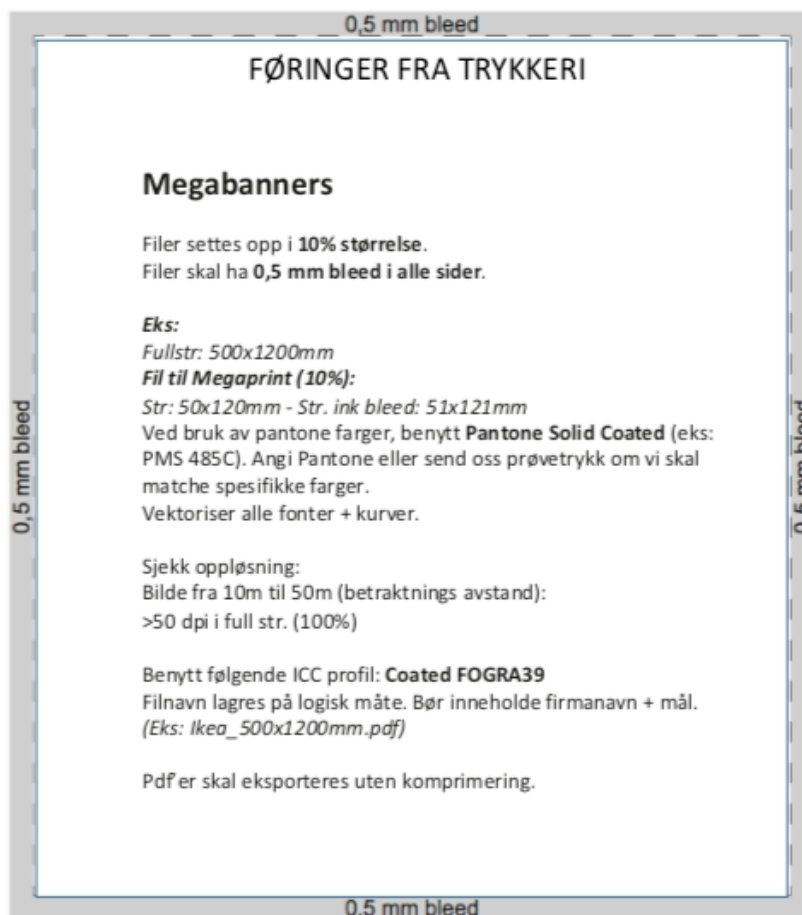 0,5 mm bleed
FØRINGER FRA TRYKKERI
Megabanners
Filer settes opp i 10% størrelse.
Filer skal ha 0,5 mm bleed i alle sider.
Eks:
Fullstr: 500x1200mm
Fil til Megaprint (10%):
Str: 50x120mm - Str. ink bleed: 51x121mm
Ved bruk av pantone farger, benytt Pantone Solid Coated (eks:
PMS 485C). Angi Pantone eller send oss prøvetrykk om vi skal
matche spesifikke farger.
Vektoriser alle fonter + kurver.
0,5 mm bleed
0,5 mm bleed
Sjekk oppløsning:
Bilde fra 10m til 50m (betraktnings avstand):
>50 dpi i full str. (100%)
Benytt følgende ICC profil: Coated FOGRA39
Filnavn lagres på logisk måte. Bør inneholde firmanavn + mål.
(Eks: Ikea_500x1200mm.pdf)
Pdf'er skal eksporteres uten komprimering.
0,5 mm bleed